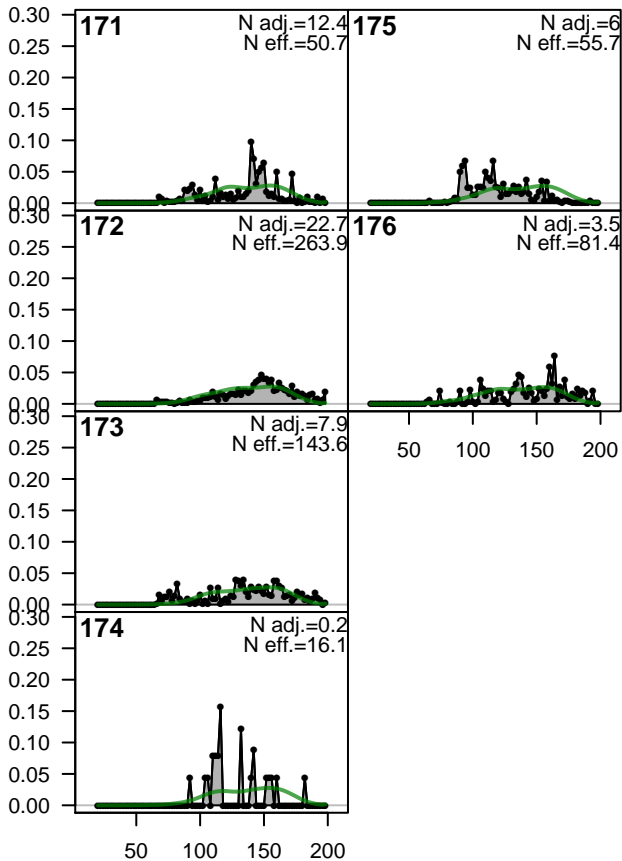 0.30
0.25
0.20
0.15
0.10
0.05
0.00
171
N adj.=12.4
N eff.=50.7
175
N adj.=6
N eff.=55.7
0.30
0.25
0.20
0.15
0.10
0.05
0.00
172
N adj.=22.7
N eff.=263.9
176
N adj.=3.5
N eff.=81.4
50 100 150 200
0.30
0.25
0.20
0.15
0.10
0.05
0.00
173
N adj.=7.9
N eff.=143.6
0.30
0.25
0.20
0.15
0.10
0.05
0.00
174
N adj.=0.2
N eff.=16.1
50 100 150 200